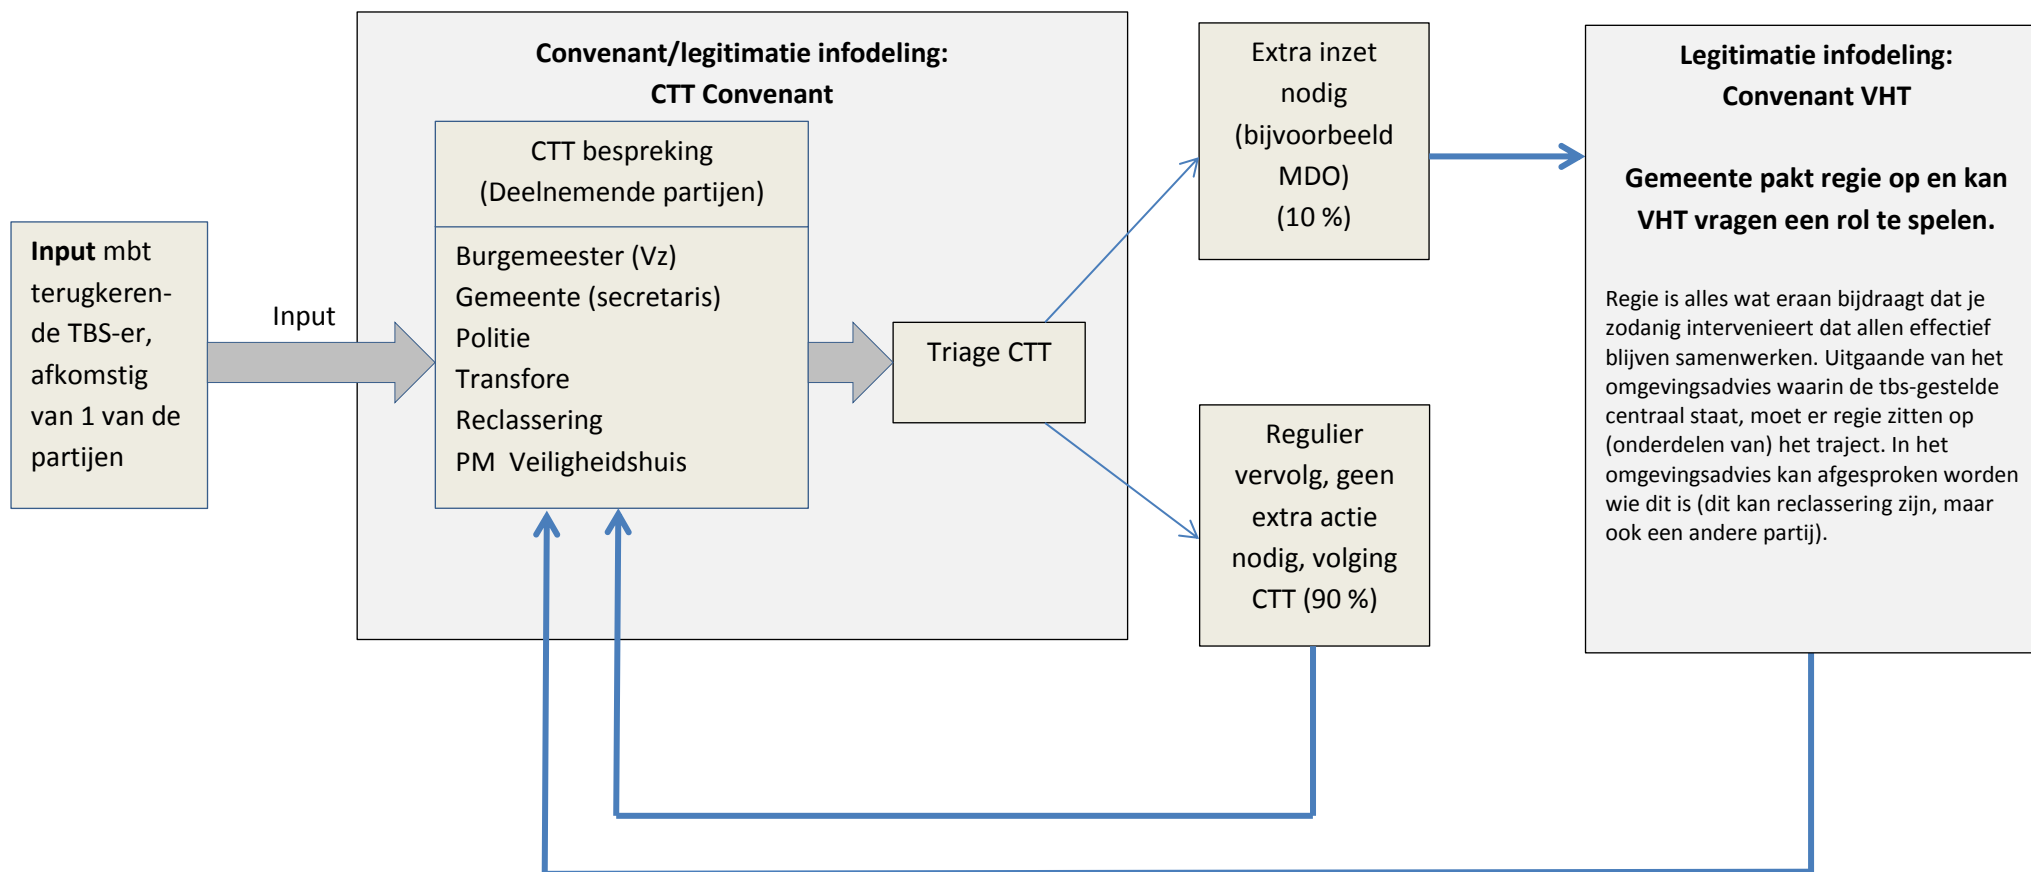 Input mbt
terugkeren-
de TBS-er,
afkomstig
van 1 van de
partijen
Input
Convenant/legitimatie infodeling:
CTT Convenant
CTT bespreking
(Deelnemende partijen)
Burgemeester (Vz)
Gemeente (secretaris)
Politie
Transfore
Reclassering
PM  Veiligheidshuis
Triage CTT
Extra inzet
nodig
(bijvoorbeeld
MDO)
(10 %)
Regulier
vervolg, geen
extra actie
nodig, volging
CTT (90 %)
Legitimatie infodeling:
Convenant VHT
Gemeente pakt regie op en kan
VHT vragen een rol te spelen.
Regie is alles wat eraan bijdraagt dat je
zodanig intervenieert dat allen effectief
blijven samenwerken. Uitgaande van het
omgevingsadvies waarin de tbs-gestelde
centraal staat, moet er regie zitten op
(onderdelen van) het traject. In het
omgevingsadvies kan afgesproken worden
wie dit is (dit kan reclassering zijn, maar
ook een andere partij).